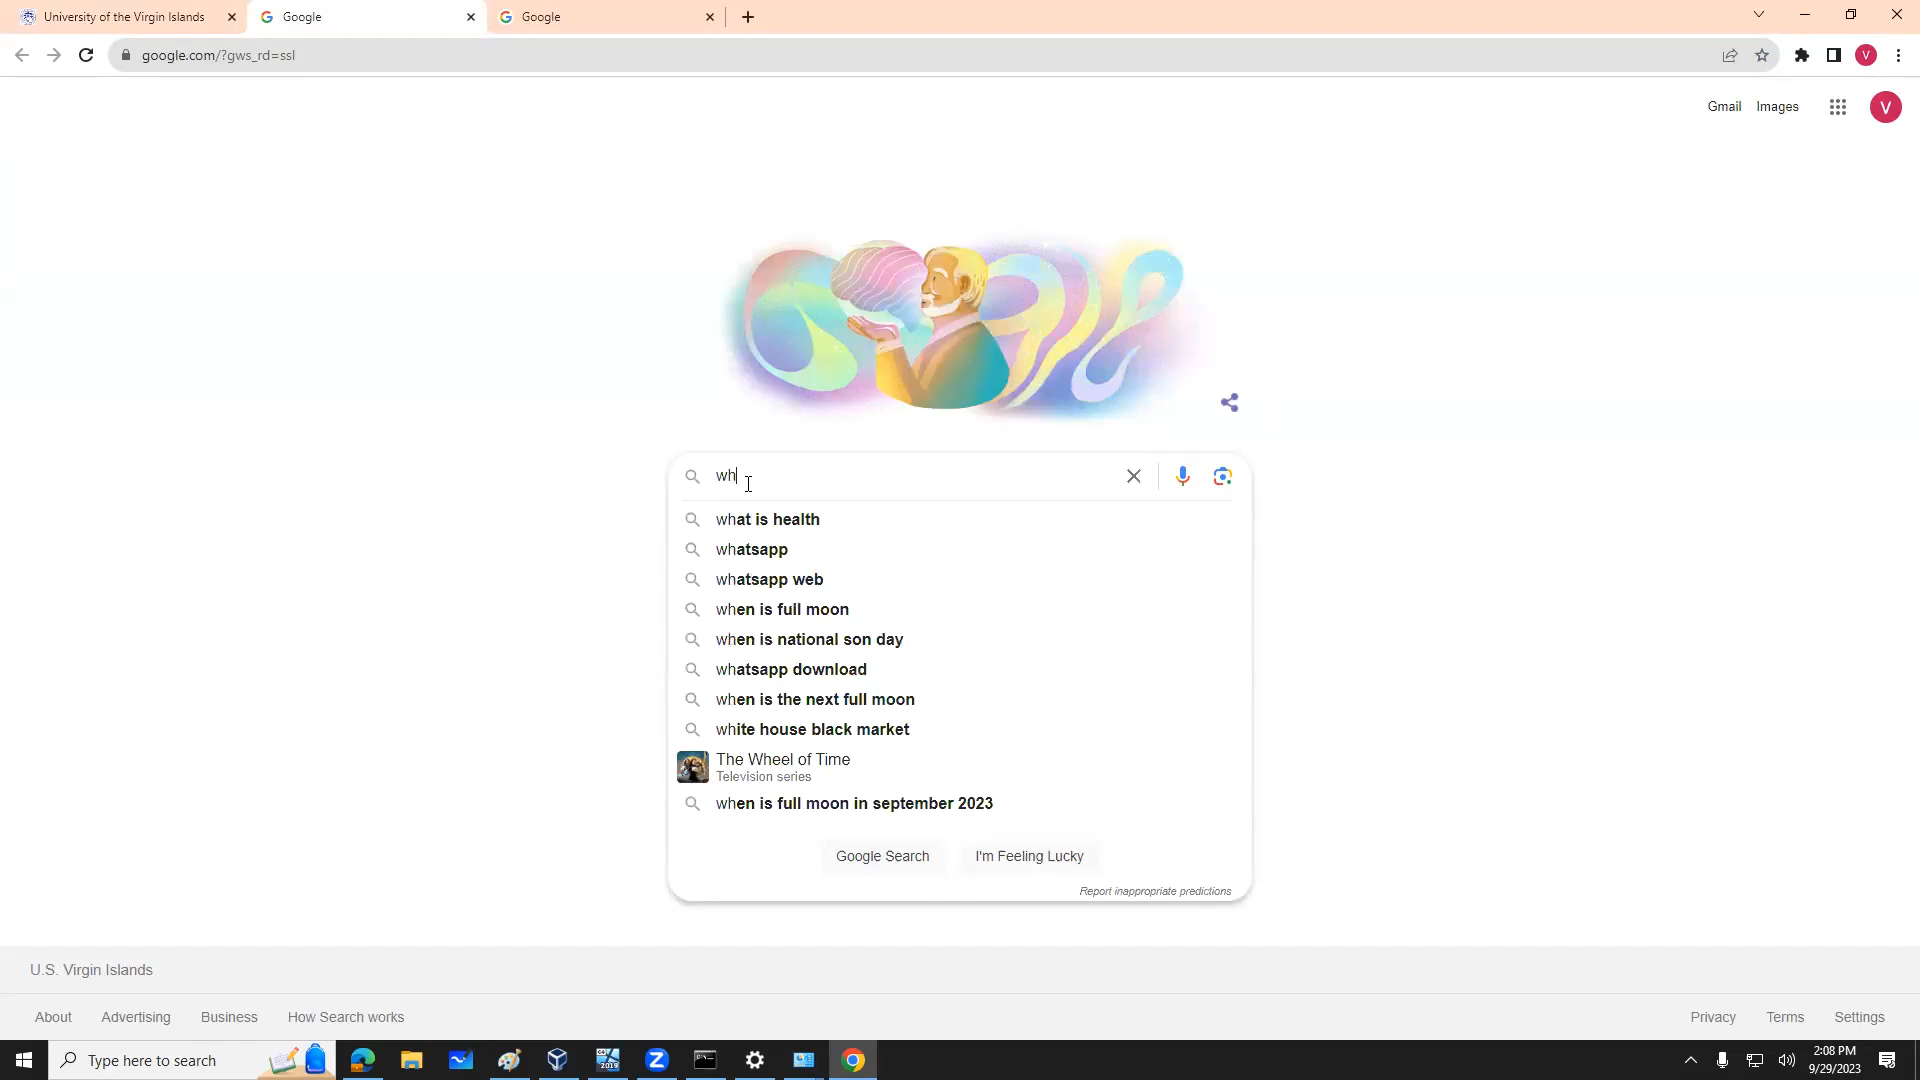 University of the Virgin Islands
Google
Google
google.com/?gws_rd=ssl
V
Gmail
Images
V
wh
what is health
whatsapp
whatsapp web
when is full moon
when is national son day
whatsapp download
when is the next full moon
white house black market
The Wheel of Time
Television series
when is full moon in september 2023
Google Search
I'm Feeling Lucky
Report inappropriate predictions
U.S. Virgin Islands
About
Advertising
Business
How Search works
Privacy
Terms
Settings
Type here to search
2019
2:08 PM
9/29/2023